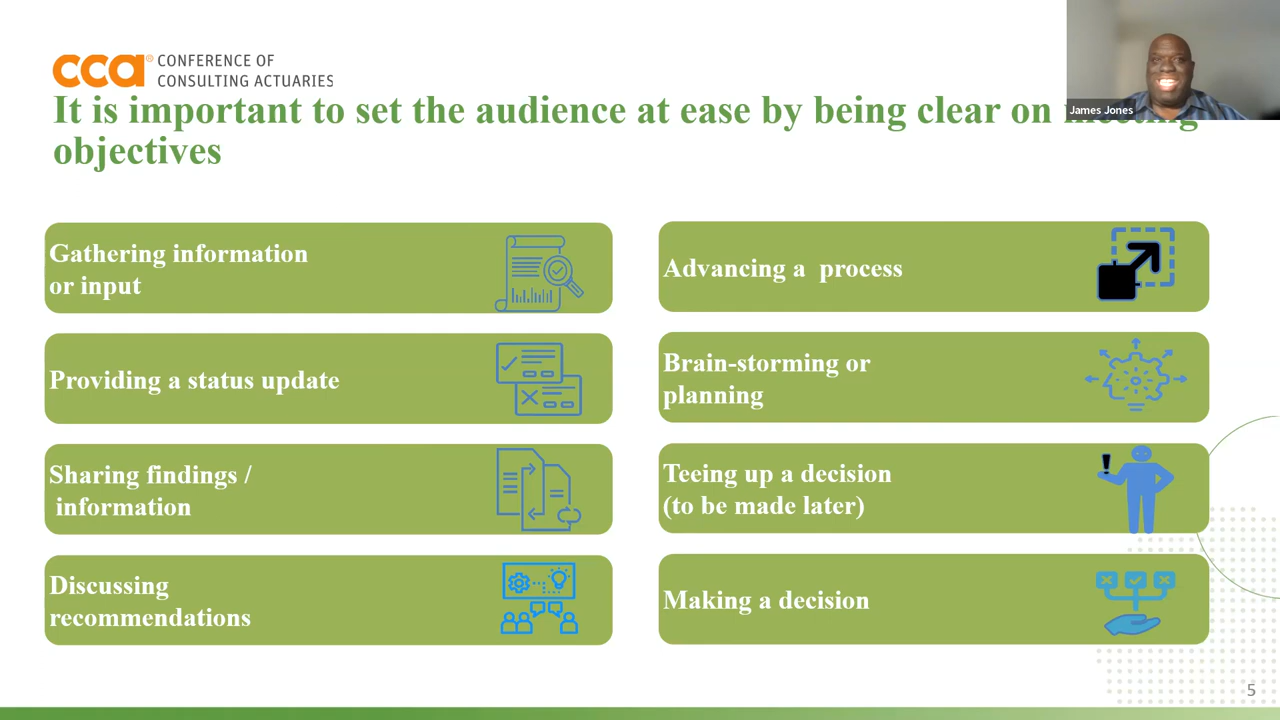 cca® CONFERENCE OF
CONSULTING ACTUARIES
It is important to set the audience at ease by being clear on meeting
objectives
James Jones
Gathering information
or input
Providing a status update
Sharing findings /
information
Discussing
recommendations
Advancing a process
Brain-storming or
planning
Teeing up a decision
(to be made later)
Making a decision
5